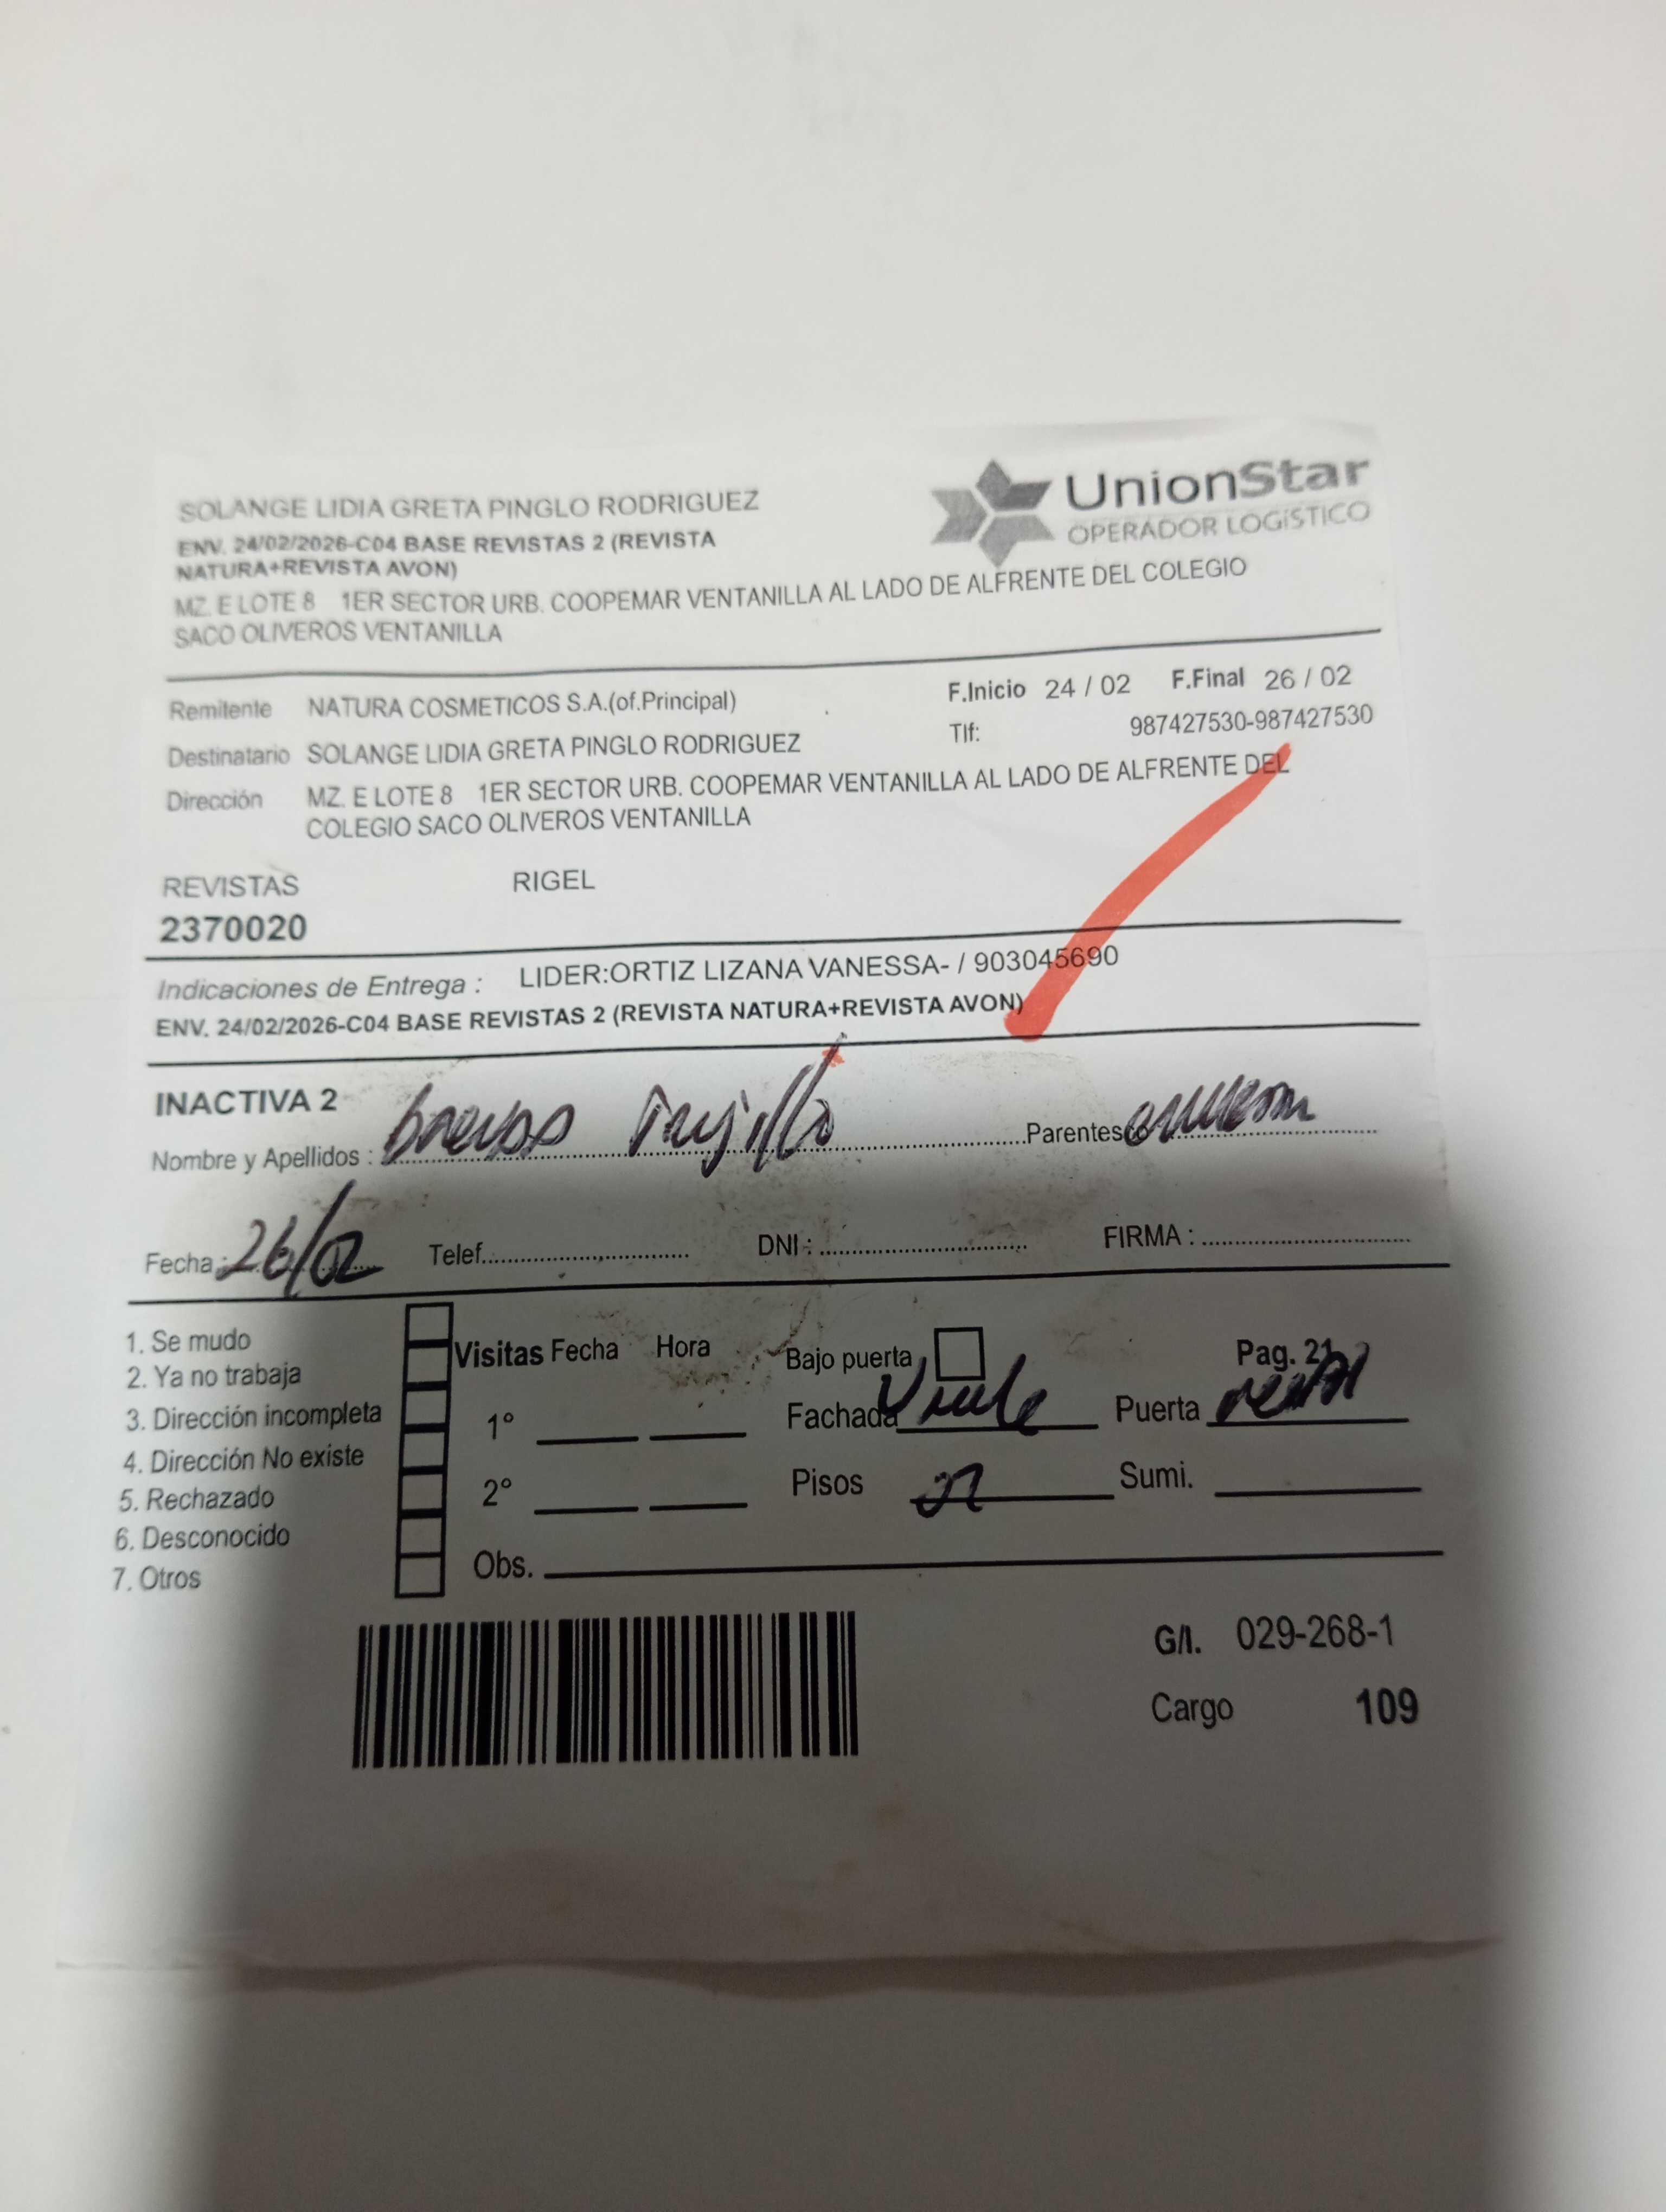 SOLANGE LIDIA GRETA PINGLO RODRIGUEZ
UnionStar
OPERADOR LOGíSTICO
ENV. 24/02/2026-C04 BASE REVISTAS 2 (REVISTA
NATURA+REVISTA AVON)
MZ. E LOTE 8 1ER SECTOR URB. COOPEMAR VENTANILLA AL LADO DE ALFRENTE DEL COLEGIO
SACO OLIVEROS VENTANILLA
Remitente NATURA COSMETICOS S.A.(of.Principal) F.Inicio 24 / 02 F.Final 26 / 02
Destinatario SOLANGE LIDIA GRETA PINGLO RODRIGUEZ Tlf: 987427530-987427530
Dirección MZ. E LOTE 8 1ER SECTOR URB. COOPEMAR VENTANILLA AL LADO DE ALFRENTE DEL
COLEGIO SACO OLIVEROS VENTANILLA
REVISTAS RIGEL
2370020
Indicaciones de Entrega : LIDER:ORTIZ LIZANA VANESSA- / 903045690
ENV. 24/02/2026-C04 BASE REVISTAS 2 (REVISTA NATURA+REVISTA AVON)
INACTIVA 2
Nombre y Apellidos : Trujillo Parentesco
Fecha : 26/02 Telef. DNI : FIRMA :
1. Se mudo
2. Ya no trabaja
3. Dirección incompleta
4. Dirección No existe
5. Rechazado
6. Desconocido
7. Otros
Visitas Fecha Hora Bajo puerta Pag. 21
1° Fachada Puerta
2° Pisos Sumi.
Obs.
G/I. 029-268-1
Cargo 109